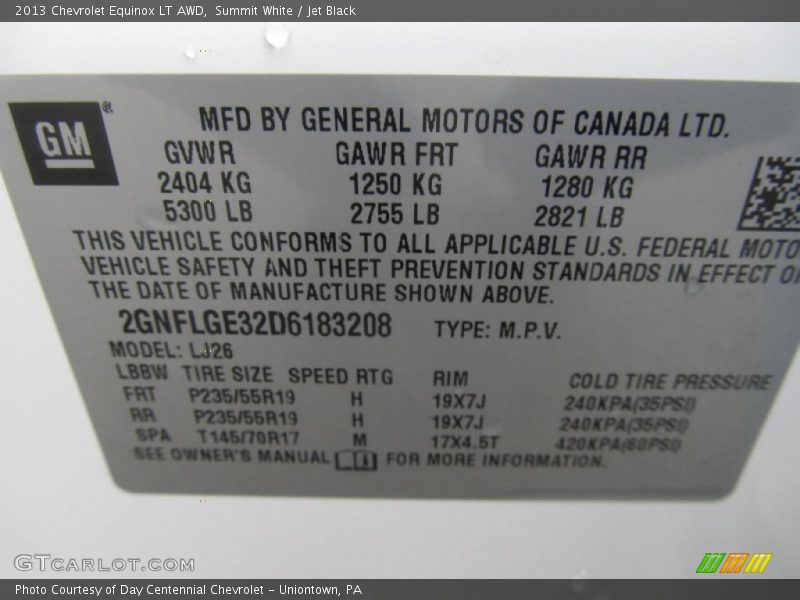 2013 Chevrolet Equinox LT AWD, Summit White / Jet Black
GM®
MFD BY GENERAL MOTORS OF CANADA LTD.
GVWR GAWR FRT GAWR RR
2404 KG 1250 KG 1280 KG
5300 LB 2755 LB 2821 LB
THIS VEHICLE CONFORMS TO ALL APPLICABLE U.S. FEDERAL MOTO
VEHICLE SAFETY AND THEFT PREVENTION STANDARDS IN EFFECT O
THE DATE OF MANUFACTURE SHOWN ABOVE.
2GNFLGE32D6183208 TYPE: M.P.V.
MODEL: LJ26
LBBW TIRE SIZE SPEED RTG RIM COLD TIRE PRESSURE
FRT P235/55R19 H 19X7J 240KPA(35PSI)
RR P235/55R19 H 19X7J 240KPA(35PSI)
SPA T145/70R17 M 17X4.5T 420KPA(60PSI)
SEE OWNER'S MANUAL FOR MORE INFORMATION.
GTCARLOT.COM
Photo Courtesy of Day Centennial Chevrolet - Uniontown, PA